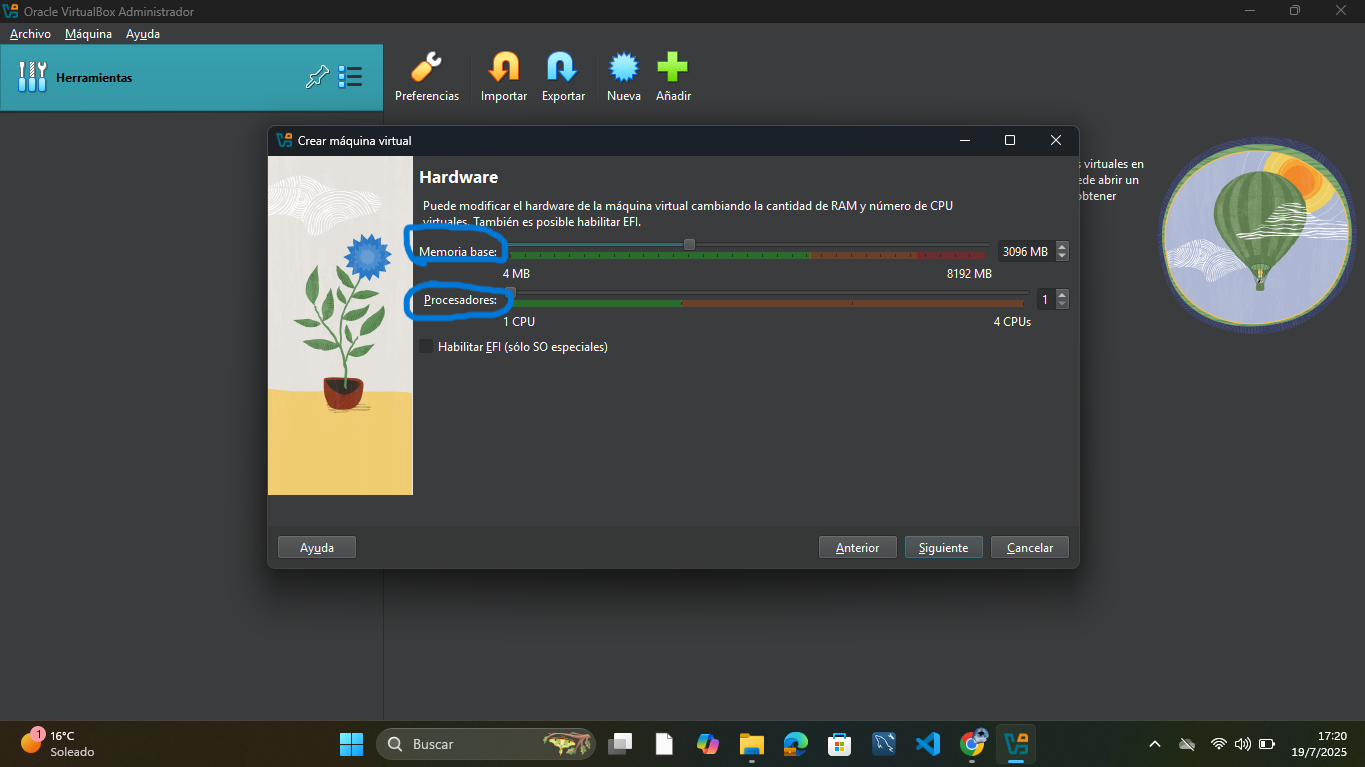 Oracle VirtualBox Administrador
Archivo Máquina Ayuda
Herramientas
Preferencias Importar Exportar Nueva Añadir
Crear máquina virtual
Hardware
Puede modificar el hardware de la máquina virtual cambiando la cantidad de RAM y número de CPU
virtuales. También es posible habilitar EFI.
s virtuales en
ede abrir un
obtener
Memoria base: 3096 MB
4 MB 8192 MB
Procesadores: 1
1 CPU 4 CPUs
Habilitar EFI (sólo SO especiales)
Ayuda Anterior Siguiente Cancelar
1
16°C
Soleado
Buscar
17:20
19/7/2025